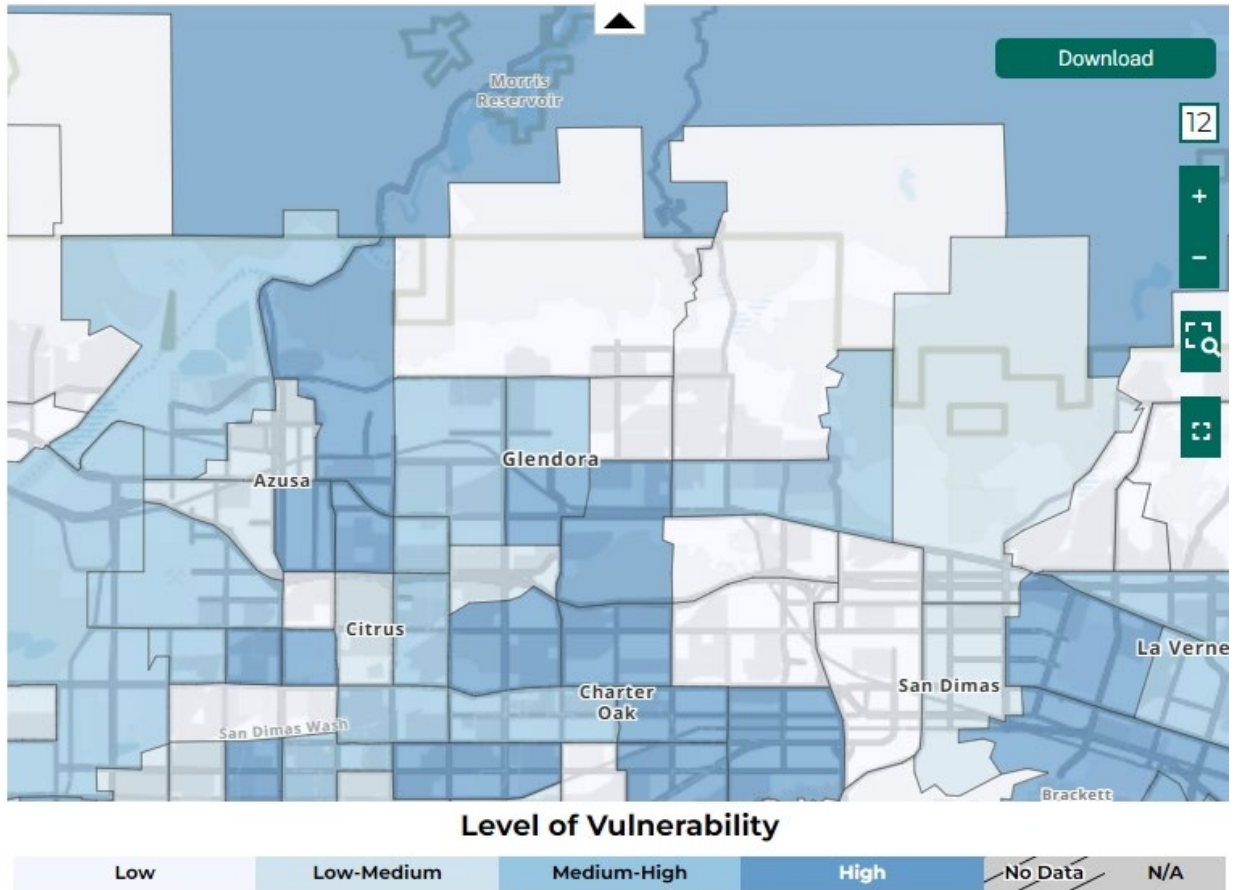 Download
Morris
Reservoir
12
+
−
Glendora
Azusa
Citrus
La Verne
San Dimas
Charter
Oak
San Dimas Wash
Brackett
Level of Vulnerability
Low
Low-Medium
Medium-High
High
No Data
N/A